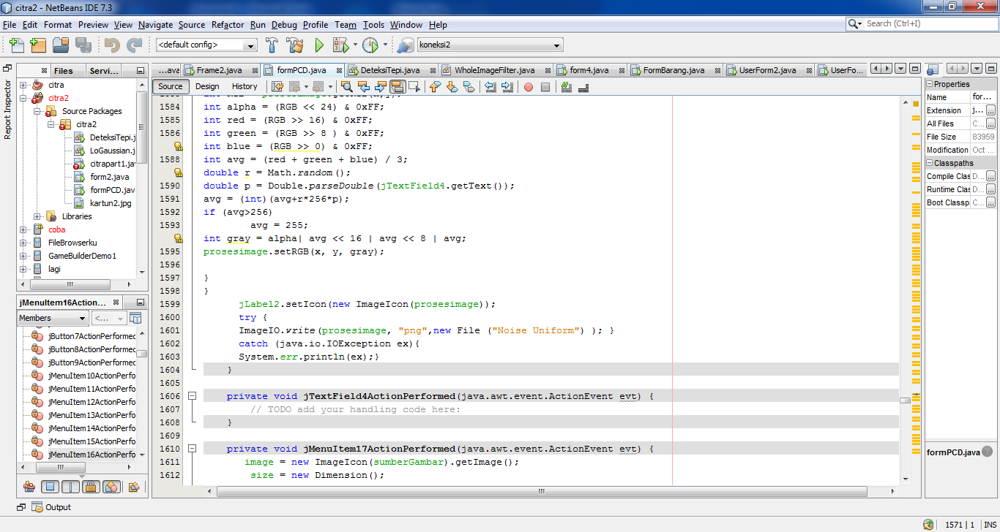 citra2 - NetBeans IDE 7.3
File Edit Format Preview View Navigate Source Refactor Run Debug Profile Team Tools Window Help
Search (Ctrl+I)
<default config>
koneksi2
Files Servi...
...ava Frame2.java formPCD.java DeteksiTepi.java WholeImageFilter.java form4.java FormBarang.java UserForm2.java UserFo...
Report Inspector
citra
citra2
Source Packages
citra2
DeteksiTepi.j
LoGaussian.j
citrapart1.j
form2.java
formPCD.jav
kartun2.jpg
Libraries
coba
FileBrowserku
GameBuilderDemo1
lagi
jMenuItem16Action...
Members <...
jButton7ActionPerformed
jButton8ActionPerformed
jButton9ActionPerformed
jMenuItem10ActionPerfo
jMenuItem11ActionPerfo
jMenuItem12ActionPerfo
jMenuItem13ActionPerfo
jMenuItem14ActionPerfo
jMenuItem15ActionPerfo
jMenuItem16ActionPerfo
Output
Source Design History
1584 int alpha = (RGB << 24) & 0xFF;
1585 int red = (RGB >> 16) & 0xFF;
1586 int green = (RGB >> 8 ) & 0xFF;
int blue = (RGB >> 0) & 0xFF;
1588 int avg = (red + green + blue) / 3;
double r = Math.random();
1590 double p = Double.parseDouble(jTextField4.getText());
1591 avg = (int)(avg+r*256*p);
1592 if (avg>256)
1593 avg = 255;
int gray = alpha| avg << 16 | avg << 8 | avg;
1595 prosesimage.setRGB(x, y, gray);
1596
1597 }
1598 }
1599 jLabel2.setIcon(new ImageIcon(prosesimage));
1600 try {
1601 ImageIO.write(prosesimage, "png",new File ("Noise Uniform") ); }
1602 catch (java.io.IOException ex){
1603 System.err.println(ex);}
1604 }
1605
1606 private void jTextField4ActionPerformed(java.awt.event.ActionEvent evt) {
1607 // TODO add your handling code here:
1608 }
1609
1610 private void jMenuItem17ActionPerformed(java.awt.event.ActionEvent evt) {
1611 image = new ImageIcon(sumberGambar).getImage();
1612 size = new Dimension();
Properties
Name for...
Extension j... ...
All Files C... ...
File Size 83959
Modification Oct ...
Classpaths
Compile Clas D... ...
Runtime Clas D... ...
Boot Classp C... ...
formPCD.java
1571 | 1 INS